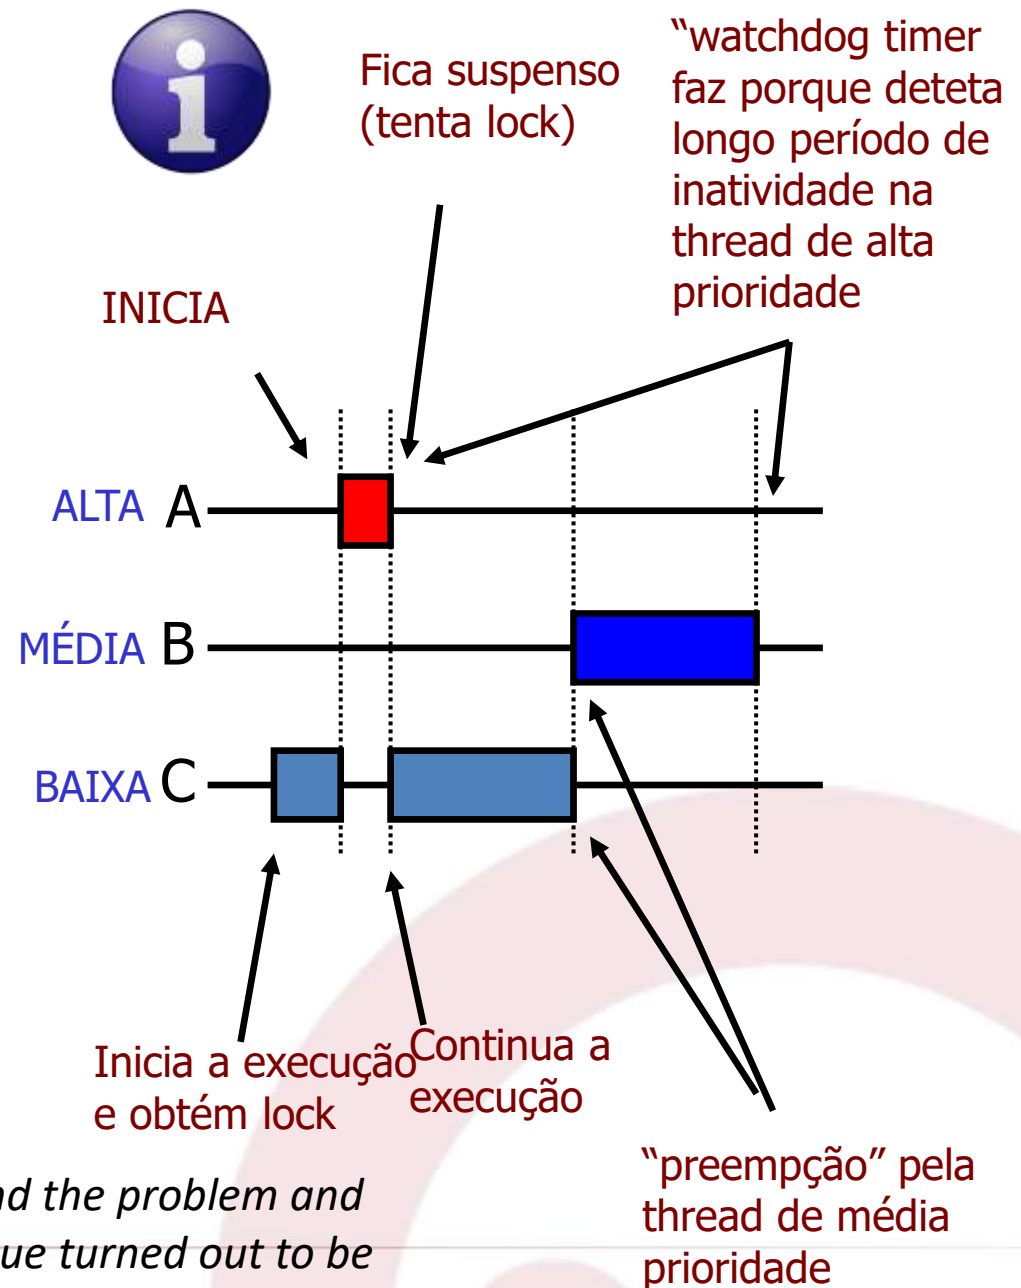 Fica suspenso
(tenta lock)
“watchdog timer
faz porque deteta
longo período de
inatividade na
thread de alta
prioridade
INICIA
ALTA A
MÉDIA B
BAIXA C
Inicia a execução
e obtém lock
Continua a
execução
“preempção” pela
thread de média
prioridade
nd the problem and
ue turned out to be